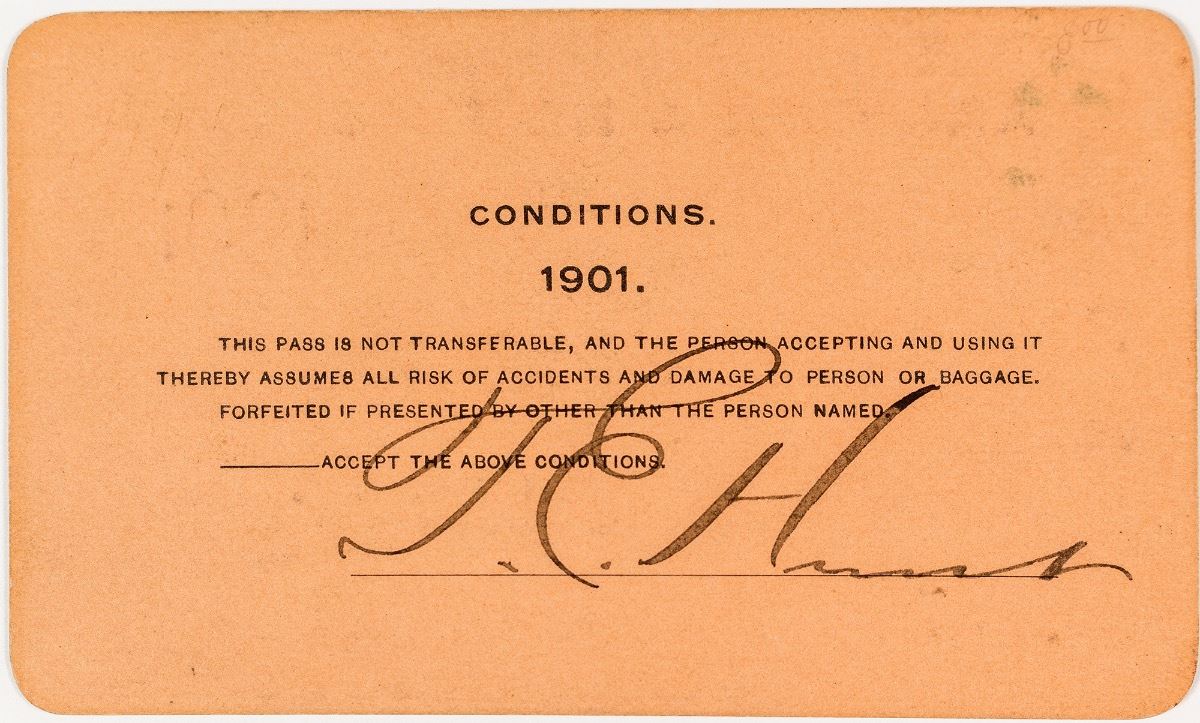 CONDITIONS.
1901.
THIS PASS IS NOT TRANSFERABLE, AND THE PERSON ACCEPTING AND USING IT
THEREBY ASSUMES ALL RISK OF ACCIDENTS AND DAMAGE TO PERSON OR BAGGAGE.
FORFEITED IF PRESENTED BY OTHER THAN THE PERSON NAMED.
ACCEPT THE ABOVE CONDITIONS.